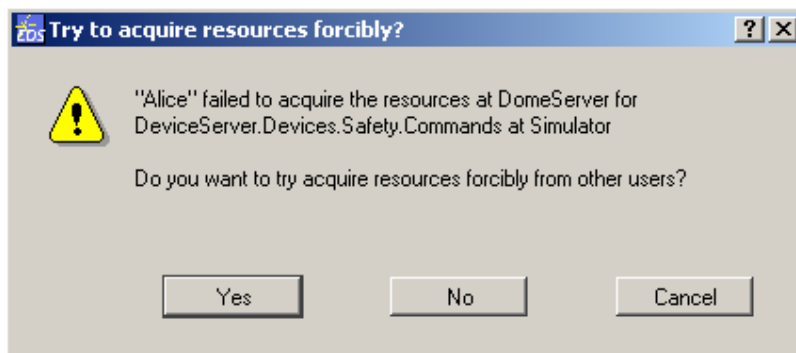 EDS Try to acquire resources forcibly?
"Alice" failed to acquire the resources at DomeServer for
DeviceServer.Devices.Safety.Commands at Simulator
Do you want to try acquire resources forcibly from other users?
Yes No Cancel